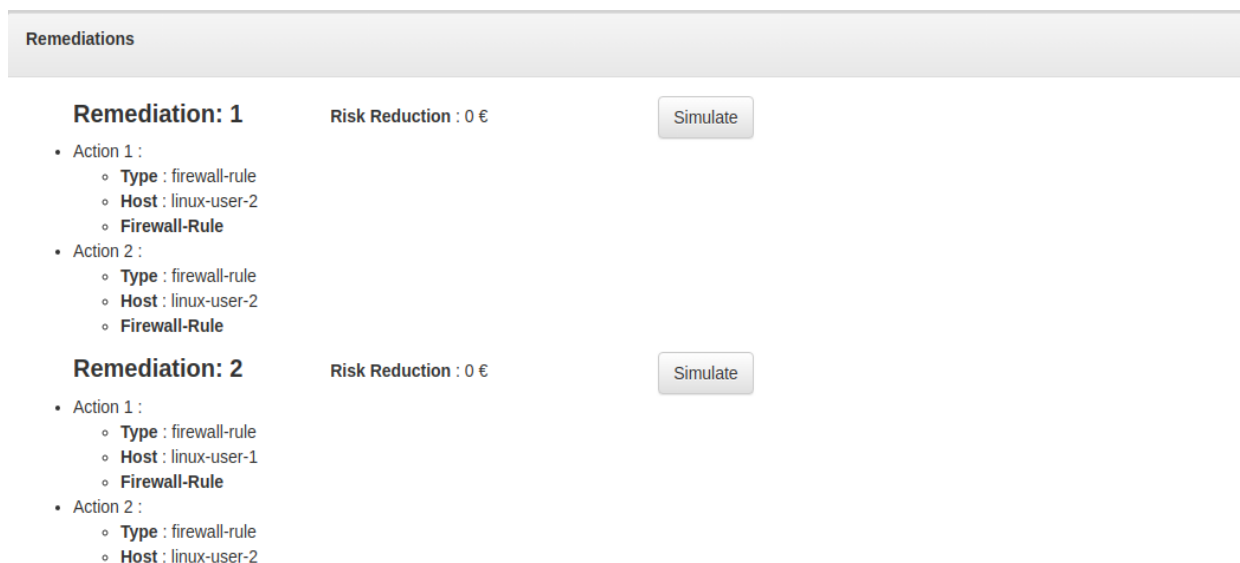 Remediations
Remediation: 1 Risk Reduction : 0 € Simulate
Action 1 :
Type : firewall-rule
Host : linux-user-2
Firewall-Rule
Action 2 :
Type : firewall-rule
Host : linux-user-2
Firewall-Rule
Remediation: 2 Risk Reduction : 0 € Simulate
Action 1 :
Type : firewall-rule
Host : linux-user-1
Firewall-Rule
Action 2 :
Type : firewall-rule
Host : linux-user-2